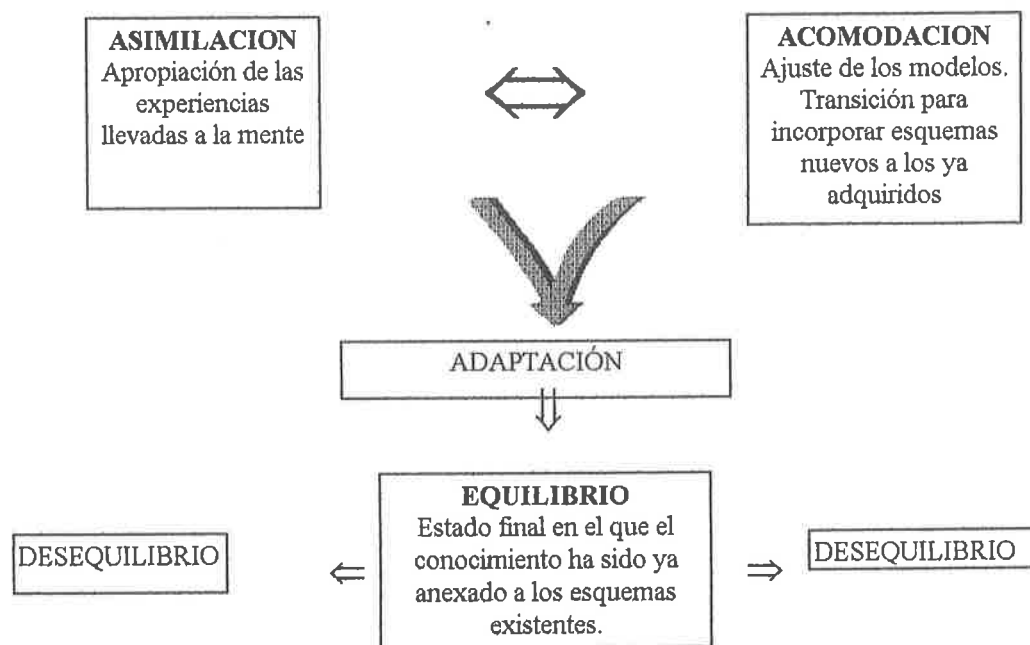 ASIMILACION
Apropiación de las
experiencias
llevadas a la mente
ACOMODACION
Ajuste de los modelos.
Transición para
incorporar esquemas
nuevos a los ya
adquiridos
ADAPTACIÓN
EQUILIBRIO
Estado final en el que el
conocimiento ha sido ya
anexado a los esquemas
existentes.
DESEQUILIBRIO
DESEQUILIBRIO